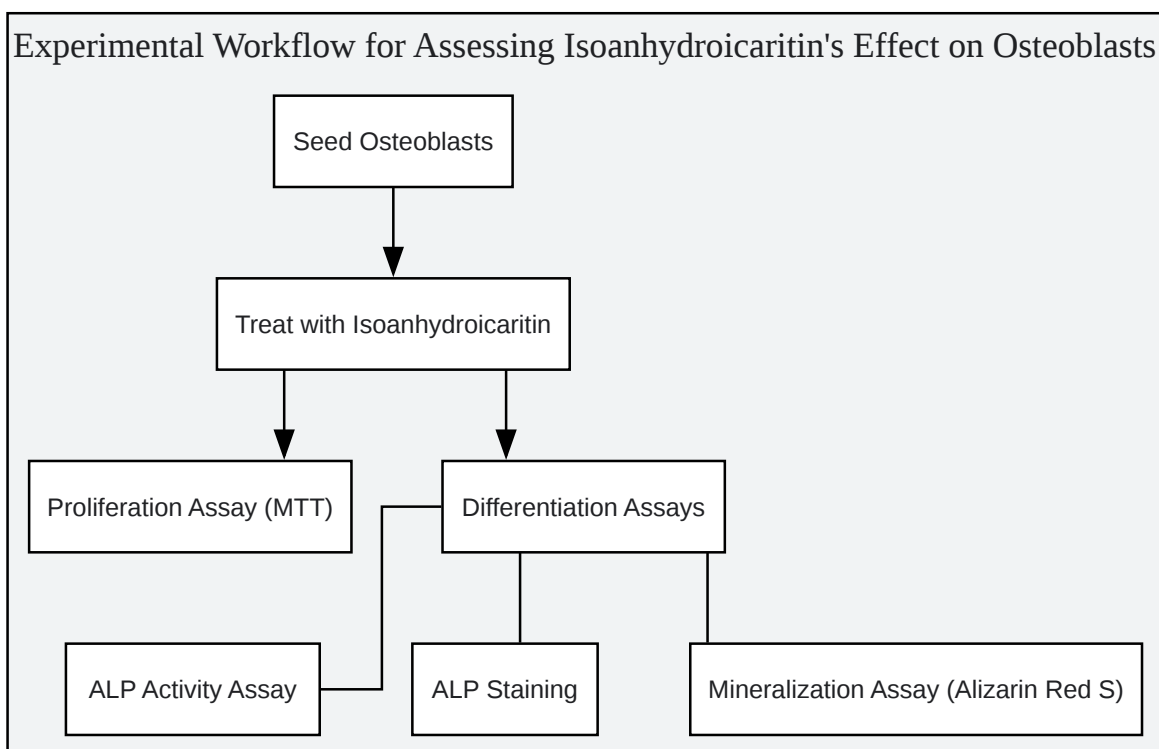 Experimental Workflow for Assessing Isoanhydroicaritin's Effect on Osteoblasts
Seed Osteoblasts
Treat with Isoanhydroicaritin
Proliferation Assay (MTT)
Differentiation Assays
ALP Activity Assay
ALP Staining
Mineralization Assay (Alizarin Red S)